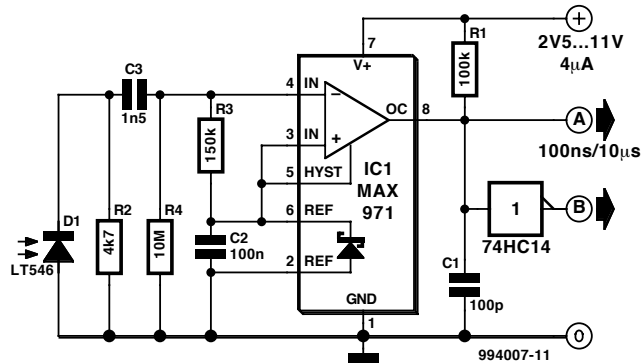 R1
100k
2V5...11V
4µA
C3
1n5
7
V+
4
IN
OC
8
A
R3
150k
3
IN
100ns/10µs
5
HYST
IC1
MAX
971
D1
LT546
R2
4k7
R4
10M
6
REF
C2
100n
2
REF
1
B
74HC14
C1
100p
GND
1
0
994007-11